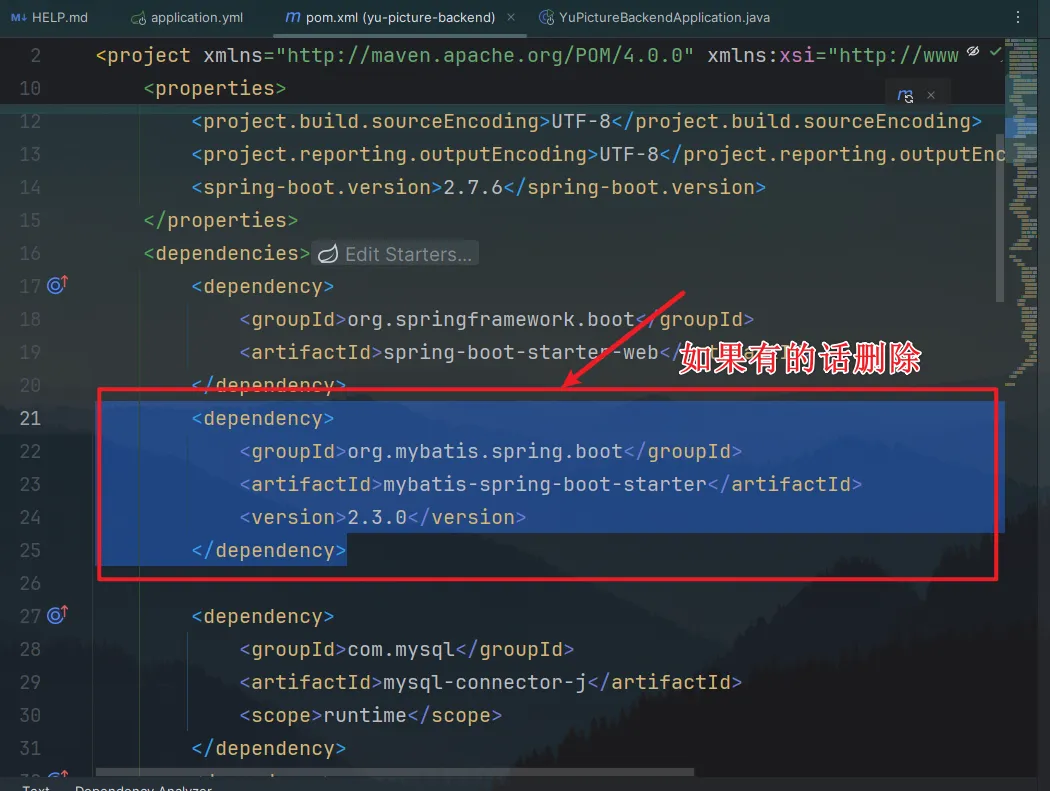 HELP.md application.yml pom.xml (yu-picture-backend) YuPictureBackendApplication.java
2 <project xmlns="http://maven.apache.org/POM/4.0.0" xmlns:xsi="http://www
10 <properties>
12 <project.build.sourceEncoding>UTF-8</project.build.sourceEncoding>
13 <project.reporting.outputEncoding>UTF-8</project.reporting.outputEnc
14 <spring-boot.version>2.7.6</spring-boot.version>
15 </properties>
16 <dependencies> Edit Starters...
17 <dependency>
18 <groupId>org.springframework.boot</groupId>
19 <artifactId>spring-boot-starter-web</
如果有的话删除
20 </dependency>
21 <dependency>
22 <groupId>org.mybatis.spring.boot</groupId>
23 <artifactId>mybatis-spring-boot-starter</artifactId>
24 <version>2.3.0</version>
25 </dependency>
26
27 <dependency>
28 <groupId>com.mysql</groupId>
29 <artifactId>mysql-connector-j</artifactId>
30 <scope>runtime</scope>
31 </dependency>
Text Dependency Analyzer